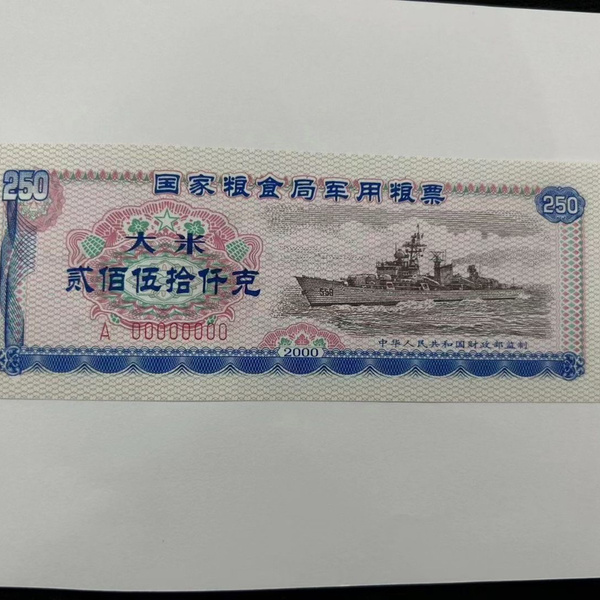 250
国家粮食局军用粮票
250
大米
贰佰伍拾仟克
A 00000000
2000
中华人民共和国财政部监制